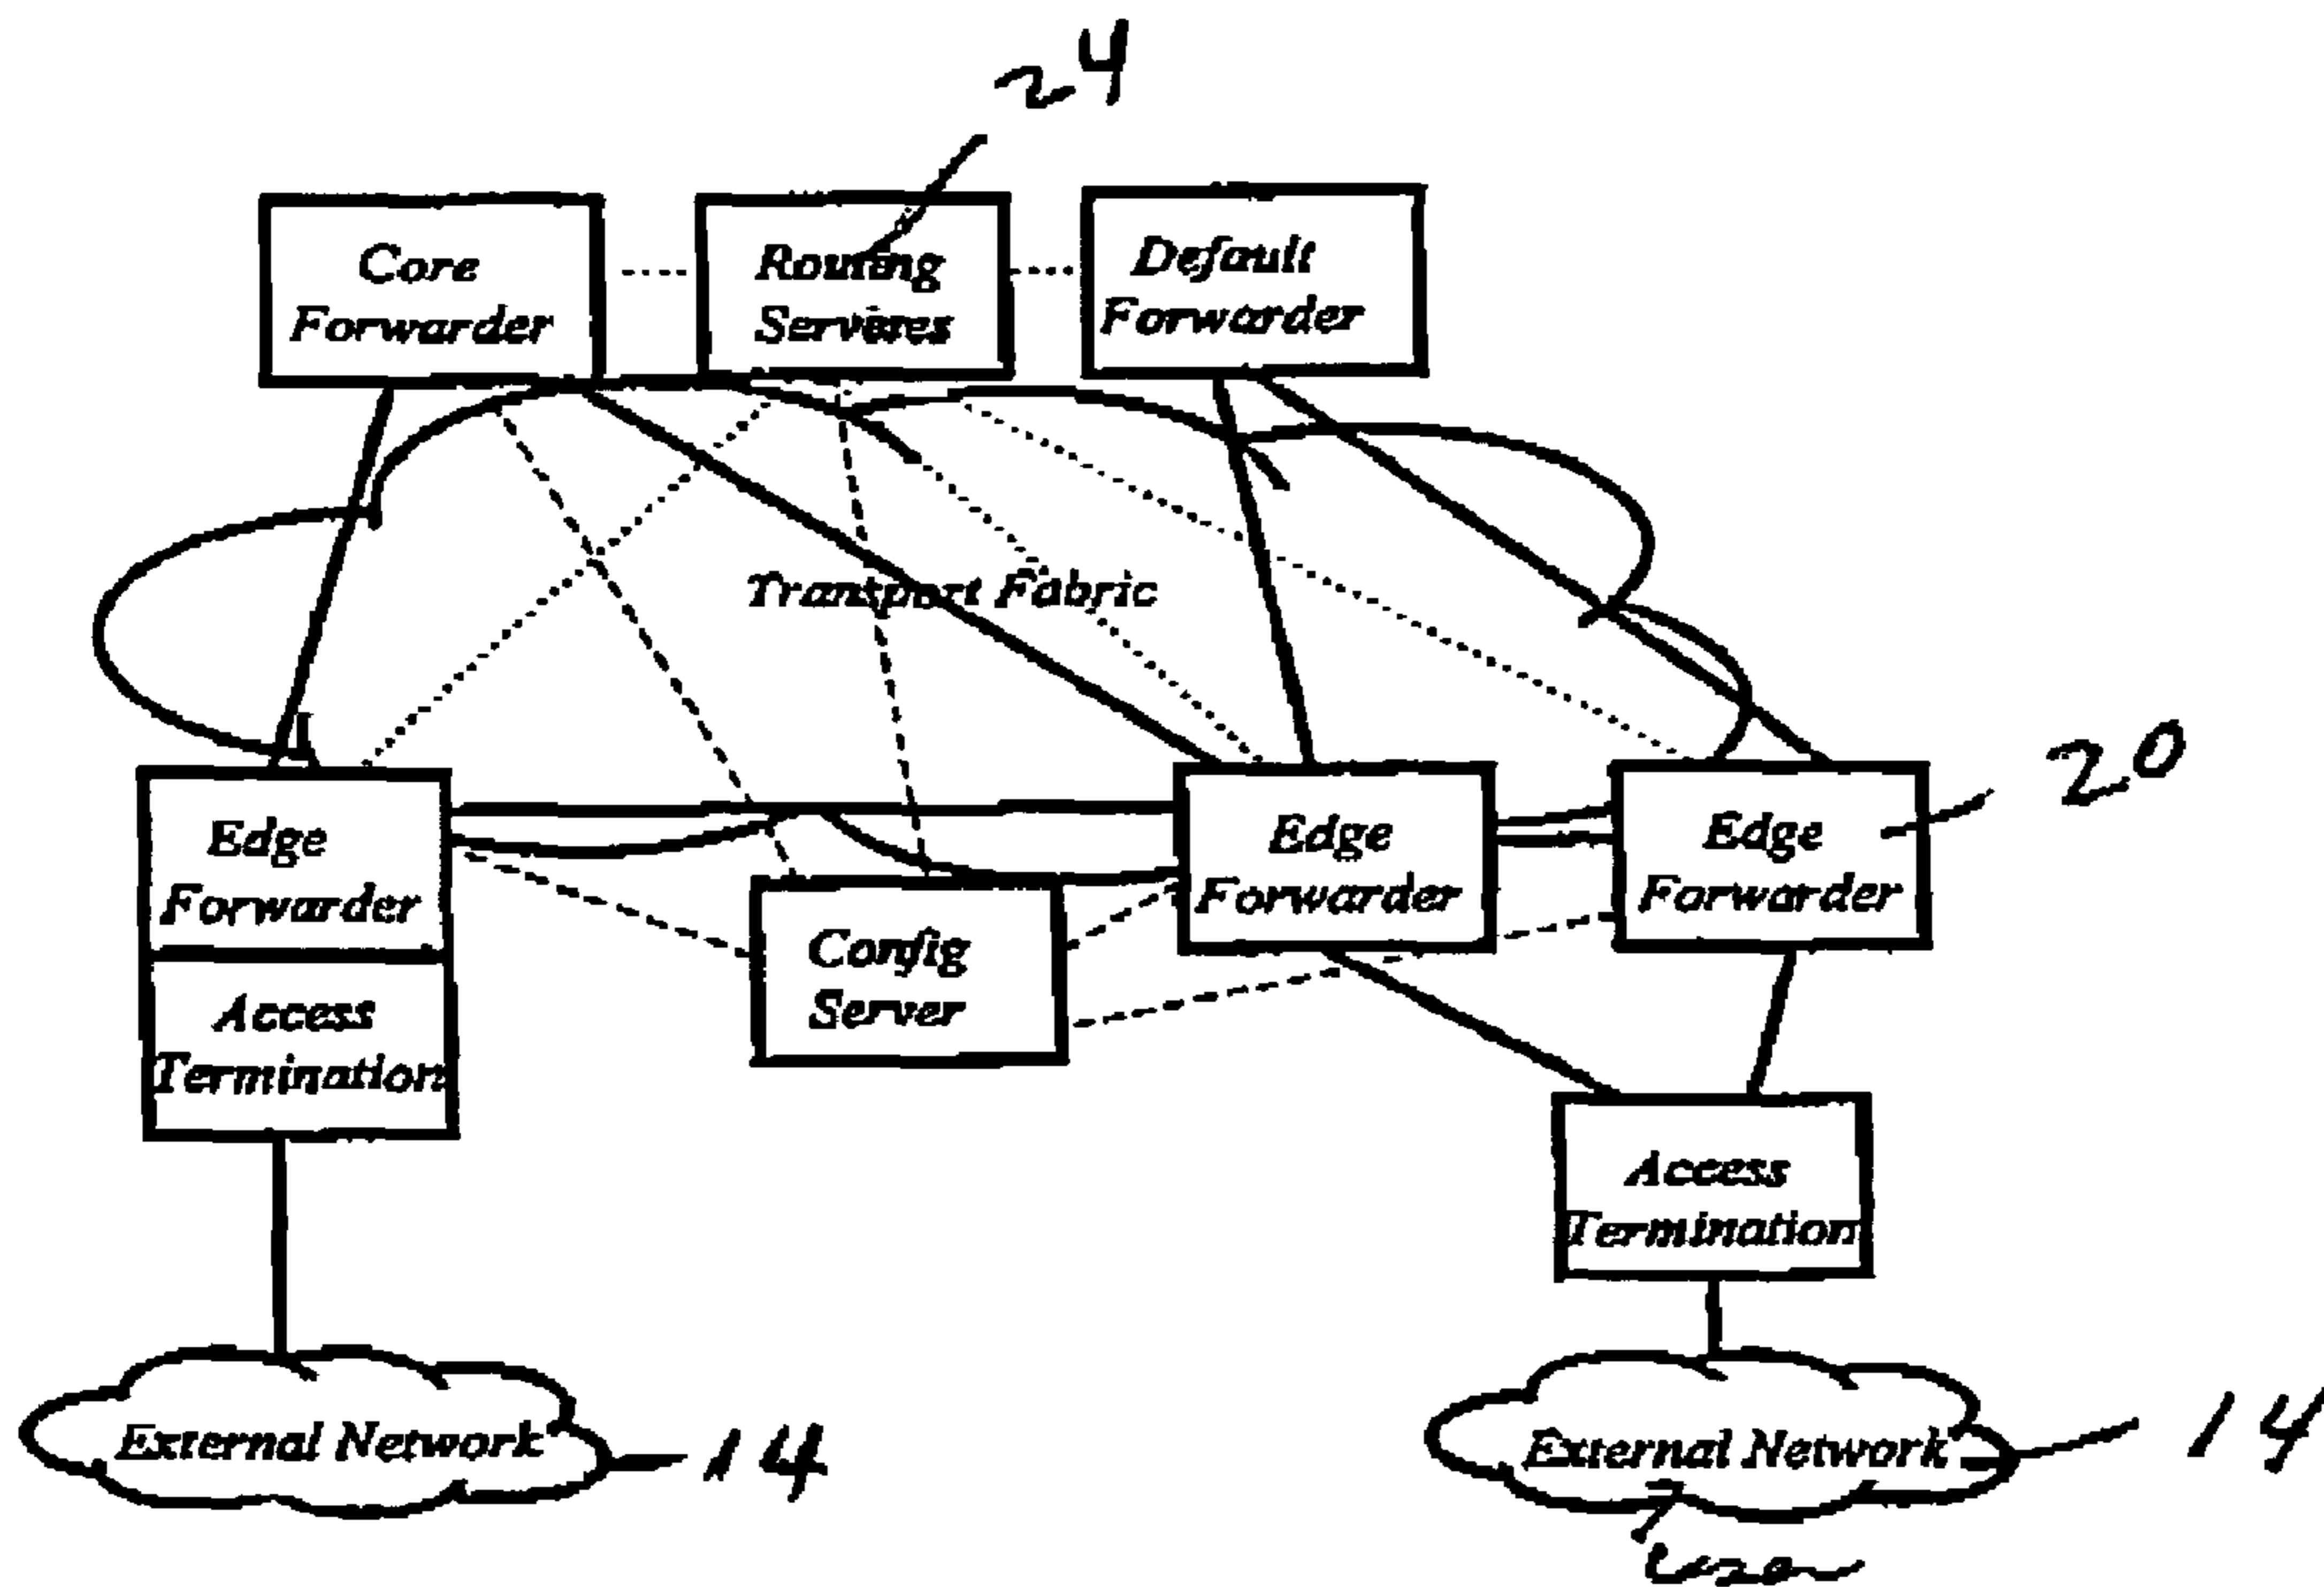 24
Core
Forwarder
Routing
Services
Default
Forwarder
Transport Fabric
20
Edge
Forwarder
Edge
Forwarder
Edge
Forwarder
Config
Server
Access
Termination
Access
Termination
External Network
14
External Network
14